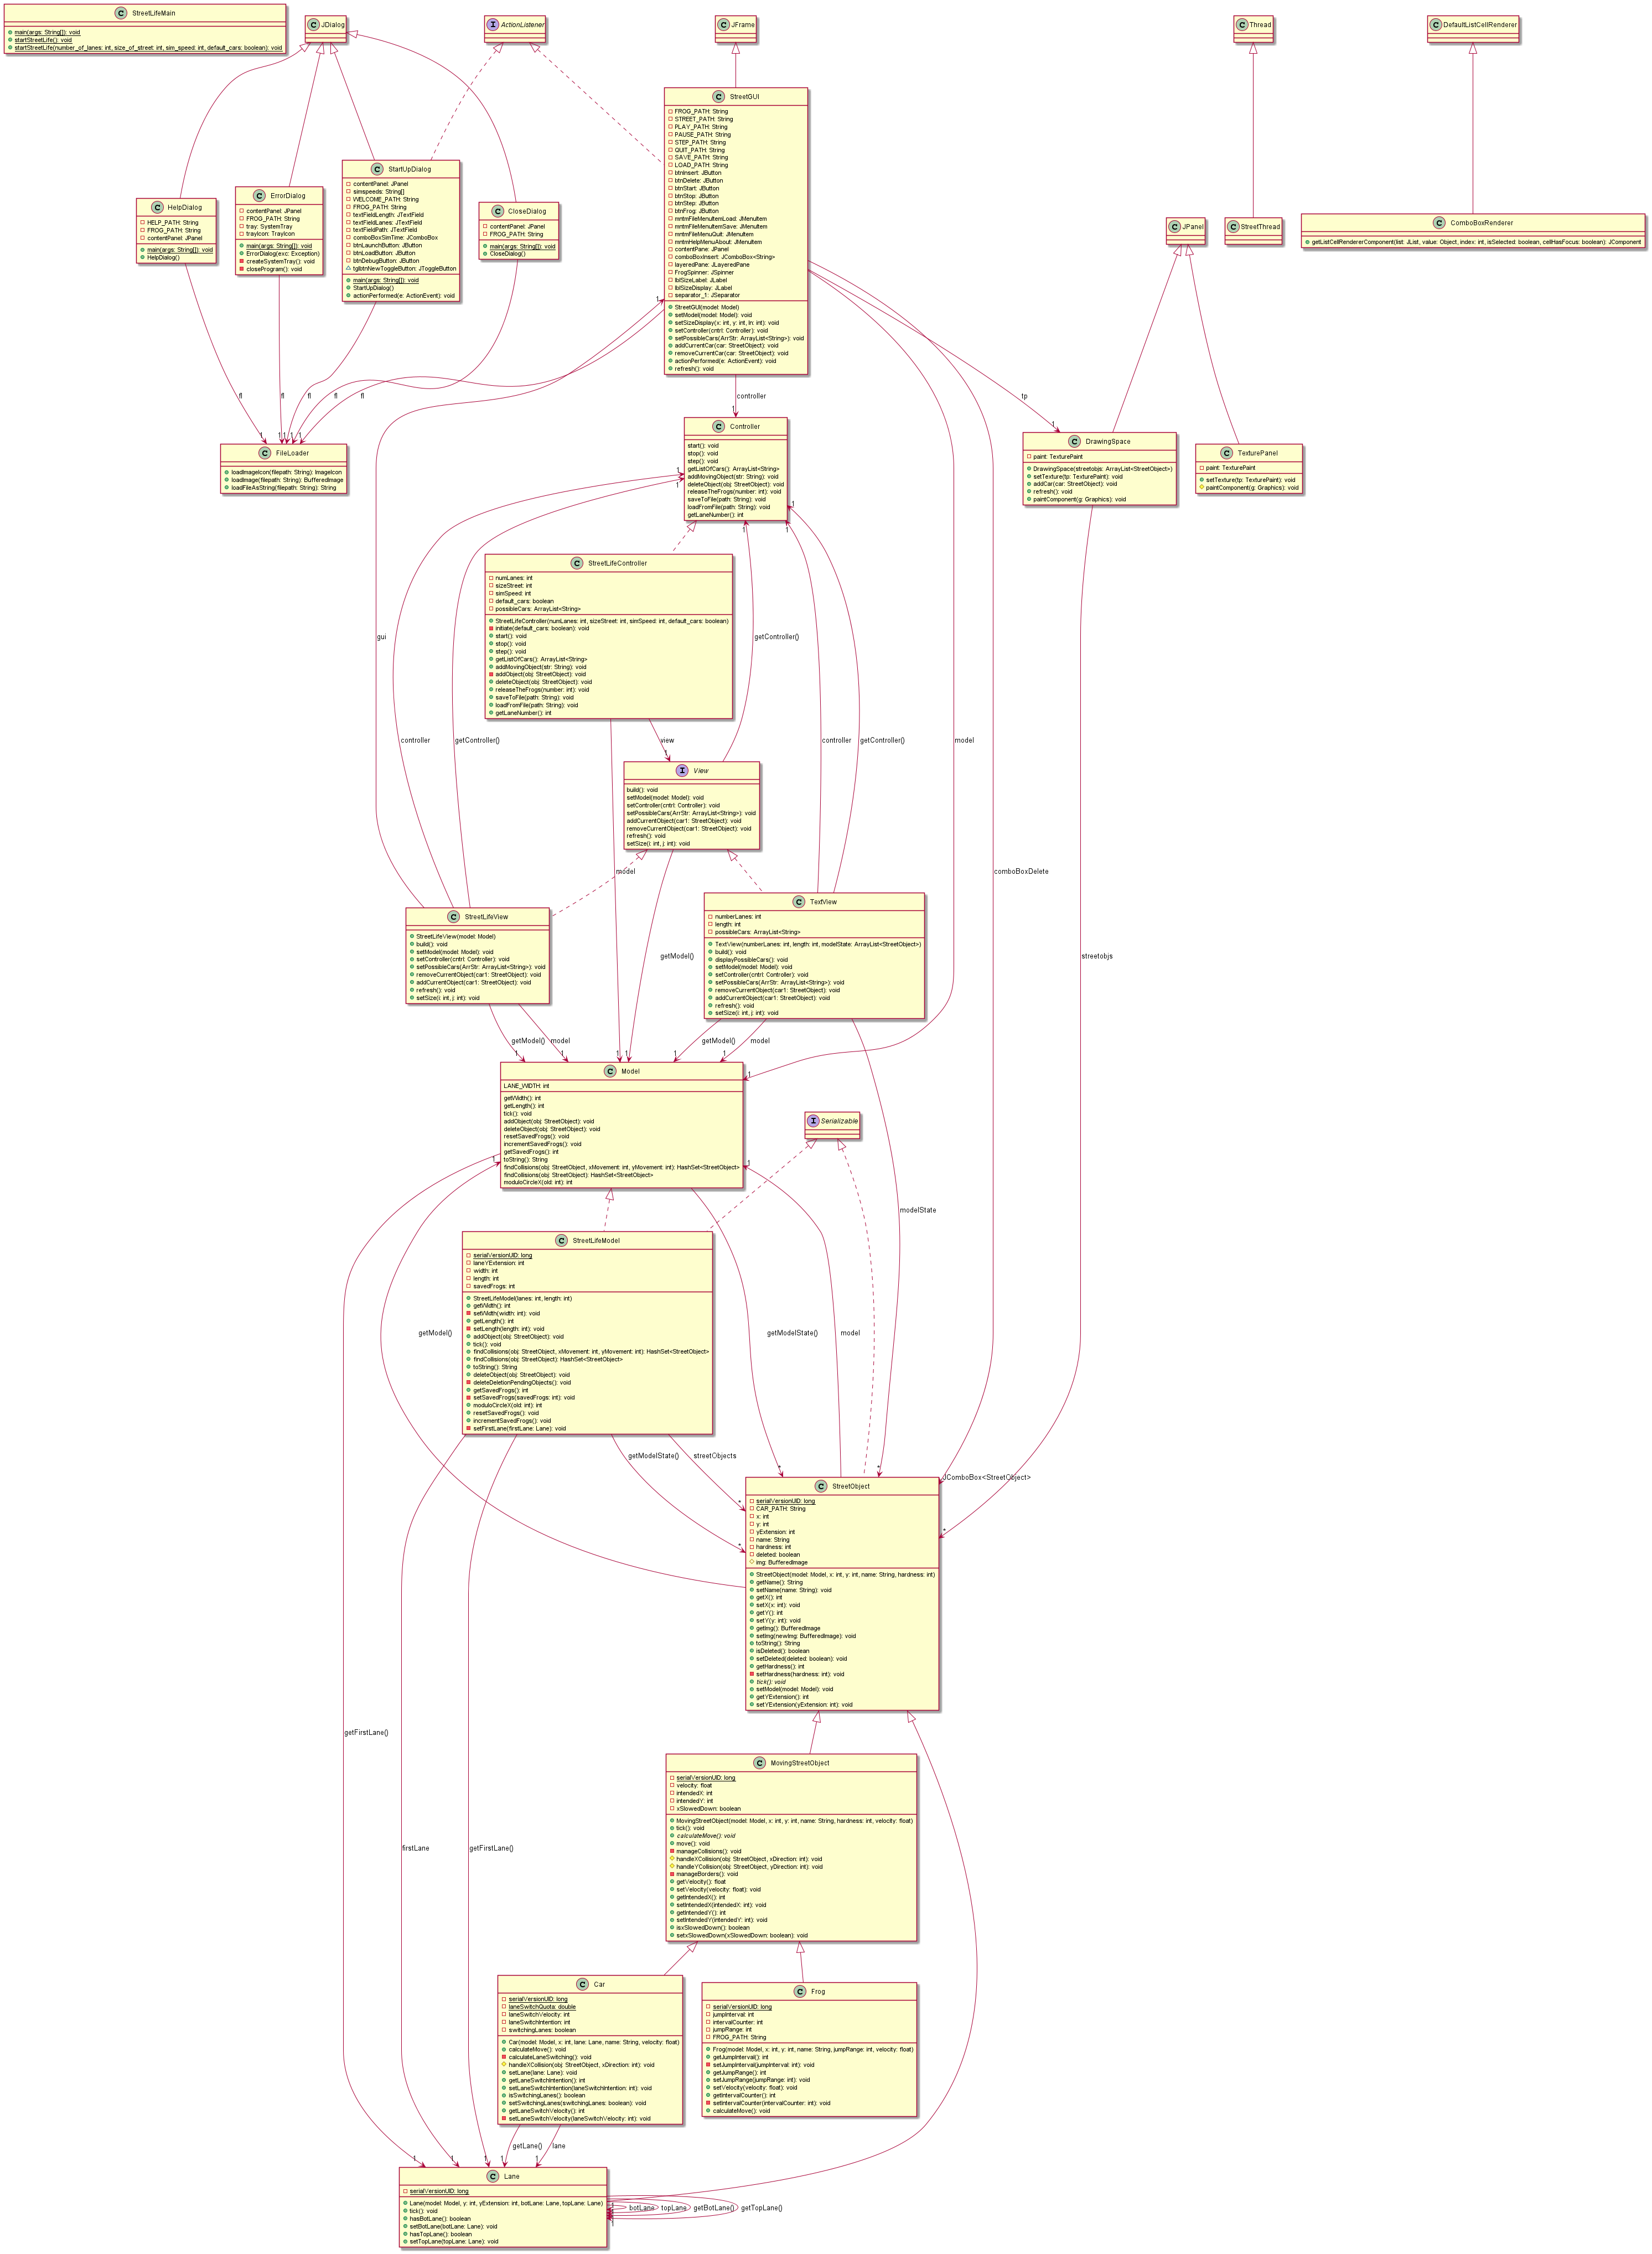 StreetLifeMain
main(args: String[]): void
startStreetLife(): void
startStreetLife(number_of_lanes: int, size_of_street: int, sim_speed: int, default_cars: boolean): void
JDialog
ActionListener
JFrame
Thread
DefaultListCellRenderer
StreetGUI
FROG_PATH: String
STREET_PATH: String
PLAY_PATH: String
PAUSE_PATH: String
STEP_PATH: String
QUIT_PATH: String
SAVE_PATH: String
LOAD_PATH: String
btnInsert: JButton
btnDelete: JButton
btnStart: JButton
btnStop: JButton
btnStep: JButton
btnFrog: JButton
mntmFileMenuItemLoad: JMenuItem
mntmFileMenuItemSave: JMenuItem
mntmFileMenuQuit: JMenuItem
mntmHelpMenuAbout: JMenuItem
contentPane: JPanel
comboBoxInsert: JComboBox<String>
layeredPane: JLayeredPane
FrogSpinner: JSpinner
lblSizeLabel: JLabel
lblSizeDisplay: JLabel
separator_1: JSeparator
StreetGUI(model: Model)
setModel(model: Model): void
setSizeDisplay(x: int, y: int, ln: int): void
setController(cntrl: Controller): void
setPossibleCars(ArrStr: ArrayList<String>): void
addCurrentCar(car: StreetObject): void
removeCurrentCar(car: StreetObject): void
actionPerformed(e: ActionEvent): void
refresh(): void
StartUpDialog
contentPanel: JPanel
simspeeds: String[]
WELCOME_PATH: String
FROG_PATH: String
textFieldLength: JTextField
textFieldLanes: JTextField
textFieldPath: JTextField
comboBoxSimTime: JComboBox
btnLaunchButton: JButton
btnLoadButton: JButton
btnDebugButton: JButton
tglbtnNewToggleButton: JToggleButton
main(args: String[]): void
StartUpDialog()
actionPerformed(e: ActionEvent): void
ErrorDialog
contentPanel: JPanel
FROG_PATH: String
tray: SystemTray
trayIcon: TrayIcon
main(args: String[]): void
ErrorDialog(exc: Exception)
createSystemTray(): void
closeProgram(): void
HelpDialog
HELP_PATH: String
FROG_PATH: String
contentPanel: JPanel
main(args: String[]): void
HelpDialog()
CloseDialog
contentPanel: JPanel
FROG_PATH: String
main(args: String[]): void
CloseDialog()
JPanel
StreetThread
ComboBoxRenderer
getListCellRendererComponent(list: JList, value: Object, index: int, isSelected: boolean, cellHasFocus: boolean): JComponent
1
fl
fl
fl
fl
fl
controller
tp
1
1
1
1
1
1
1
FileLoader
loadImageIcon(filepath: String): ImageIcon
loadImage(filepath: String): BufferedImage
loadFileAsString(filepath: String): String
Controller
start(): void
stop(): void
step(): void
getListOfCars(): ArrayList<String>
addMovingObject(str: String): void
deleteObject(obj: StreetObject): void
releaseTheFrogs(number: int): void
saveToFile(path: String): void
loadFromFile(path: String): void
getLaneNumber(): int
DrawingSpace
paint: TexturePaint
DrawingSpace(streetobjs: ArrayList<StreetObject>)
setTexture(tp: TexturePaint): void
addCar(car: StreetObject): void
refresh(): void
paintComponent(g: Graphics): void
TexturePanel
paint: TexturePaint
setTexture(tp: TexturePaint): void
paintComponent(g: Graphics): void
1
1
1
1
1
StreetLifeController
numLanes: int
sizeStreet: int
simSpeed: int
default_cars: boolean
possibleCars: ArrayList<String>
StreetLifeController(numLanes: int, sizeStreet: int, simSpeed: int, default_cars: boolean)
initiate(default_cars: boolean): void
start(): void
stop(): void
step(): void
getListOfCars(): ArrayList<String>
addMovingObject(str: String): void
addObject(obj: StreetObject): void
deleteObject(obj: StreetObject): void
releaseTheFrogs(number: int): void
saveToFile(path: String): void
loadFromFile(path: String): void
getLaneNumber(): int
gui
getController()
controller
getController()
view
controller
getController()
model
1
View
build(): void
setModel(model: Model): void
setController(cntrl: Controller): void
setPossibleCars(ArrStr: ArrayList<String>): void
addCurrentObject(car1: StreetObject): void
removeCurrentObject(car1: StreetObject): void
refresh(): void
setSize(i: int, j: int): void
model
comboBoxDelete
StreetLifeView
StreetLifeView(model: Model)
build(): void
setModel(model: Model): void
setController(cntrl: Controller): void
setPossibleCars(ArrStr: ArrayList<String>): void
removeCurrentObject(car1: StreetObject): void
addCurrentObject(car1: StreetObject): void
refresh(): void
setSize(i: int, j: int): void
TextView
numberLanes: int
length: int
possibleCars: ArrayList<String>
TextView(numberLanes: int, length: int, modelState: ArrayList<StreetObject>)
build(): void
displayPossibleCars(): void
setModel(model: Model): void
setController(cntrl: Controller): void
setPossibleCars(ArrStr: ArrayList<String>): void
removeCurrentObject(car1: StreetObject): void
addCurrentObject(car1: StreetObject): void
refresh(): void
setSize(i: int, j: int): void
getModel()
streetobjs
getModel()
model
getModel()
model
1
1
1
1
1
1
1
Model
LANE_WIDTH: int
getWidth(): int
getLength(): int
tick(): void
addObject(obj: StreetObject): void
deleteObject(obj: StreetObject): void
resetSavedFrogs(): void
incrementSavedFrogs(): void
getSavedFrogs(): int
toString(): String
findCollisions(obj: StreetObject, xMovement: int, yMovement: int): HashSet<StreetObject>
findCollisions(obj: StreetObject): HashSet<StreetObject>
moduloCircleX(old: int): int
Serializable
1
1
modelState
StreetLifeModel
serialVersionUID: long
laneYExtension: int
width: int
length: int
savedFrogs: int
StreetLifeModel(lanes: int, length: int)
getWidth(): int
setWidth(width: int): void
getLength(): int
setLength(length: int): void
addObject(obj: StreetObject): void
tick(): void
findCollisions(obj: StreetObject, xMovement: int, yMovement: int): HashSet<StreetObject>
findCollisions(obj: StreetObject): HashSet<StreetObject>
toString(): String
deleteObject(obj: StreetObject): void
deleteDeletionPendingObjects(): void
getSavedFrogs(): int
setSavedFrogs(savedFrogs: int): void
moduloCircleX(old: int): int
resetSavedFrogs(): void
incrementSavedFrogs(): void
setFirstLane(firstLane: Lane): void
getModel()
getModelState()
model
getModelState()
streetObjects
*
*
*
*
*
JComboBox<StreetObject>
StreetObject
serialVersionUID: long
CAR_PATH: String
x: int
y: int
yExtension: int
name: String
hardness: int
deleted: boolean
img: BufferedImage
StreetObject(model: Model, x: int, y: int, name: String, hardness: int)
getName(): String
setName(name: String): void
getX(): int
setX(x: int): void
getY(): int
setY(y: int): void
getImg(): BufferedImage
setImg(newImg: BufferedImage): void
toString(): String
isDeleted(): boolean
setDeleted(deleted: boolean): void
getHardness(): int
setHardness(hardness: int): void
tick(): void
setModel(model: Model): void
getYExtension(): int
setYExtension(yExtension: int): void
getFirstLane()
MovingStreetObject
serialVersionUID: long
velocity: float
intendedX: int
intendedY: int
xSlowedDown: boolean
MovingStreetObject(model: Model, x: int, y: int, name: String, hardness: int, velocity: float)
tick(): void
calculateMove(): void
move(): void
manageCollisions(): void
handleXCollision(obj: StreetObject, xDirection: int): void
handleYCollision(obj: StreetObject, yDirection: int): void
manageBorders(): void
getVelocity(): float
setVelocity(velocity: float): void
getIntendedX(): int
setIntendedX(intendedX: int): void
getIntendedY(): int
setIntendedY(intendedY: int): void
isxSlowedDown(): boolean
setxSlowedDown(xSlowedDown: boolean): void
firstLane
getFirstLane()
Car
serialVersionUID: long
laneSwitchQuota: double
laneSwitchVelocity: int
laneSwitchIntention: int
switchingLanes: boolean
Car(model: Model, x: int, lane: Lane, name: String, velocity: float)
calculateMove(): void
calculateLaneSwitching(): void
handleXCollision(obj: StreetObject, xDirection: int): void
setLane(lane: Lane): void
getLaneSwitchIntention(): int
setLaneSwitchIntention(laneSwitchIntention: int): void
isSwitchingLanes(): boolean
setSwitchingLanes(switchingLanes: boolean): void
getLaneSwitchVelocity(): int
setLaneSwitchVelocity(laneSwitchVelocity: int): void
Frog
serialVersionUID: long
jumpInterval: int
intervalCounter: int
jumpRange: int
FROG_PATH: String
Frog(model: Model, x: int, y: int, name: String, jumpRange: int, velocity: float)
getJumpInterval(): int
setJumpInterval(jumpInterval: int): void
getJumpRange(): int
setJumpRange(jumpRange: int): void
setVelocity(velocity: float): void
getIntervalCounter(): int
setIntervalCounter(intervalCounter: int): void
calculateMove(): void
getLane()
lane
1
1
1
1
1
Lane
serialVersionUID: long
Lane(model: Model, y: int, yExtension: int, botLane: Lane, topLane: Lane)
tick(): void
hasBotLane(): boolean
setBotLane(botLane: Lane): void
hasTopLane(): boolean
setTopLane(topLane: Lane): void
botLane
topLane
getBotLane()
getTopLane()
1
1